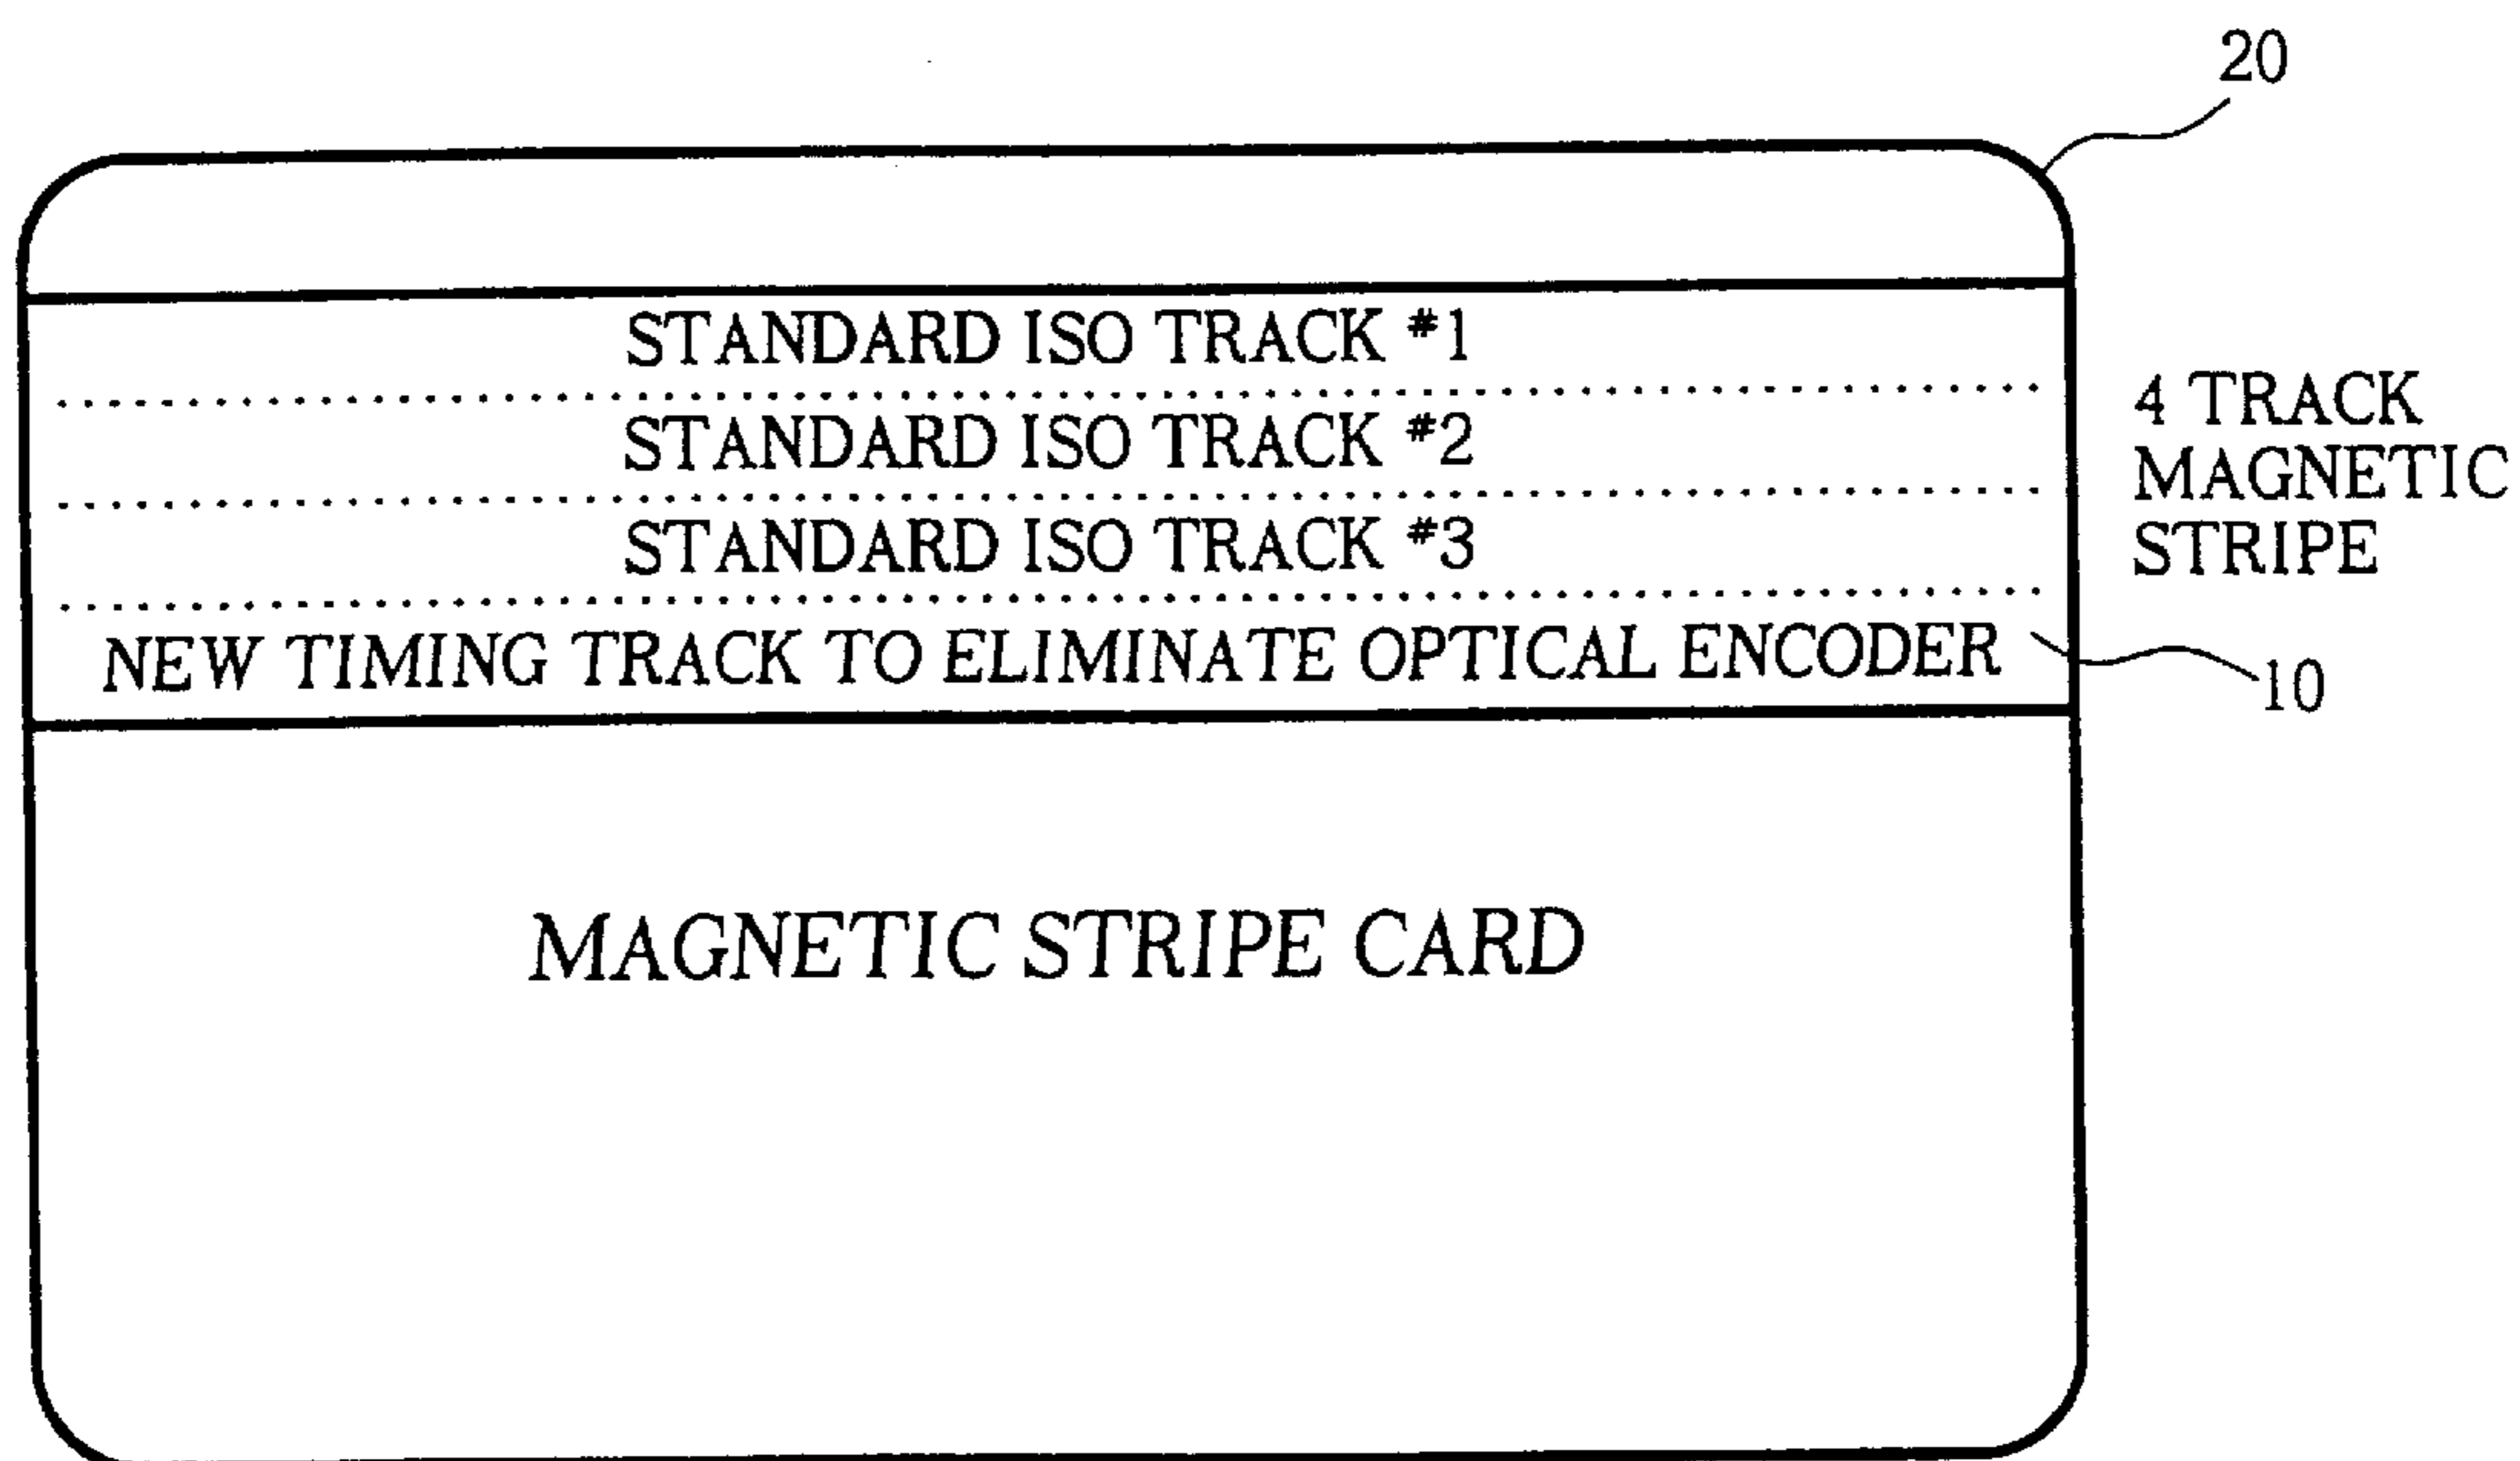 20
STANDARD ISO TRACK #1
STANDARD ISO TRACK #2
STANDARD ISO TRACK #3
NEW TIMING TRACK TO ELIMINATE OPTICAL ENCODER
4 TRACK
MAGNETIC
STRIPE
10
MAGNETIC STRIPE CARD